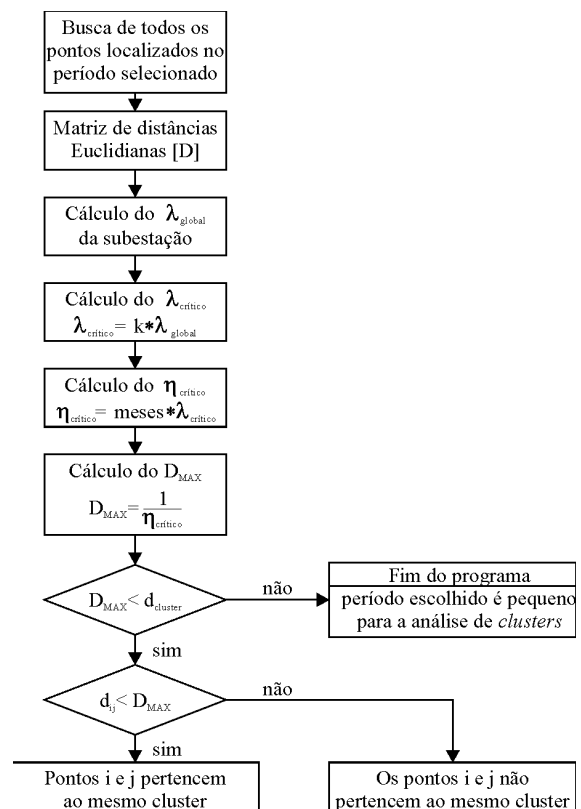 Busca de todos os
pontos localizados no
período selecionado
Matriz de distâncias
Euclidianas [D]
Cálculo do λglobal
da subestação
Cálculo do λcrítico
λcrítico= k*λglobal
Cálculo do ηcrítico
ηcrítico= meses*λcrítico
Cálculo do DMAX
DMAX= 1/ηcrítico
DMAX< dcluster
não
Fim do programa
período escolhido é pequeno
para a análise de clusters
sim
dij< DMAX
não
sim
Pontos i e j pertencem
ao mesmo cluster
Os pontos i e j não
pertencem ao mesmo cluster